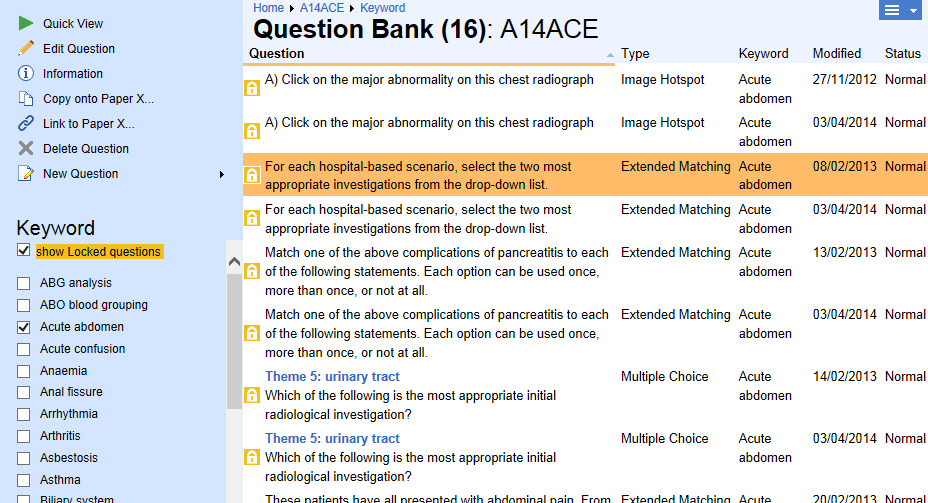 Home ▸ A14ACE ▸ Keyword
Question Bank (16): A14ACE
Quick View
Edit Question
Information
Copy onto Paper X...
Link to Paper X...
Delete Question
New Question
Keyword
show Locked questions
ABG analysis
ABO blood grouping
Acute abdomen
Acute confusion
Anaemia
Anal fissure
Arrhythmia
Arthritis
Asbestosis
Asthma
Biliary system
Question Type Keyword Modified Status
A) Click on the major abnormality on this chest radiograph Image Hotspot Acute 27/11/2012 Normal
abdomen
A) Click on the major abnormality on this chest radiograph Image Hotspot Acute 03/04/2014 Normal
abdomen
For each hospital-based scenario, select the two most Extended Matching Acute 08/02/2013 Normal
appropriate investigations from the drop-down list. abdomen
For each hospital-based scenario, select the two most Extended Matching Acute 03/04/2014 Normal
appropriate investigations from the drop-down list. abdomen
Match one of the above complications of pancreatitis to each Extended Matching Acute 13/02/2013 Normal
of the following statements. Each option can be used once, abdomen
more than once, or not at all.
Match one of the above complications of pancreatitis to each Extended Matching Acute 03/04/2014 Normal
of the following statements. Each option can be used once, abdomen
more than once, or not at all.
Theme 5: urinary tract Multiple Choice Acute 14/02/2013 Normal
Which of the following is the most appropriate initial abdomen
radiological investigation?
Theme 5: urinary tract Multiple Choice Acute 03/04/2014 Normal
Which of the following is the most appropriate initial abdomen
radiological investigation?
These patients have all presented with abdominal pain. From Extended Matching Acute 20/02/2013 Normal